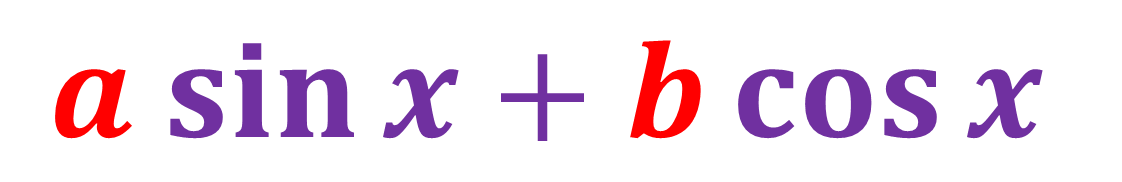 a sin x + b cos x